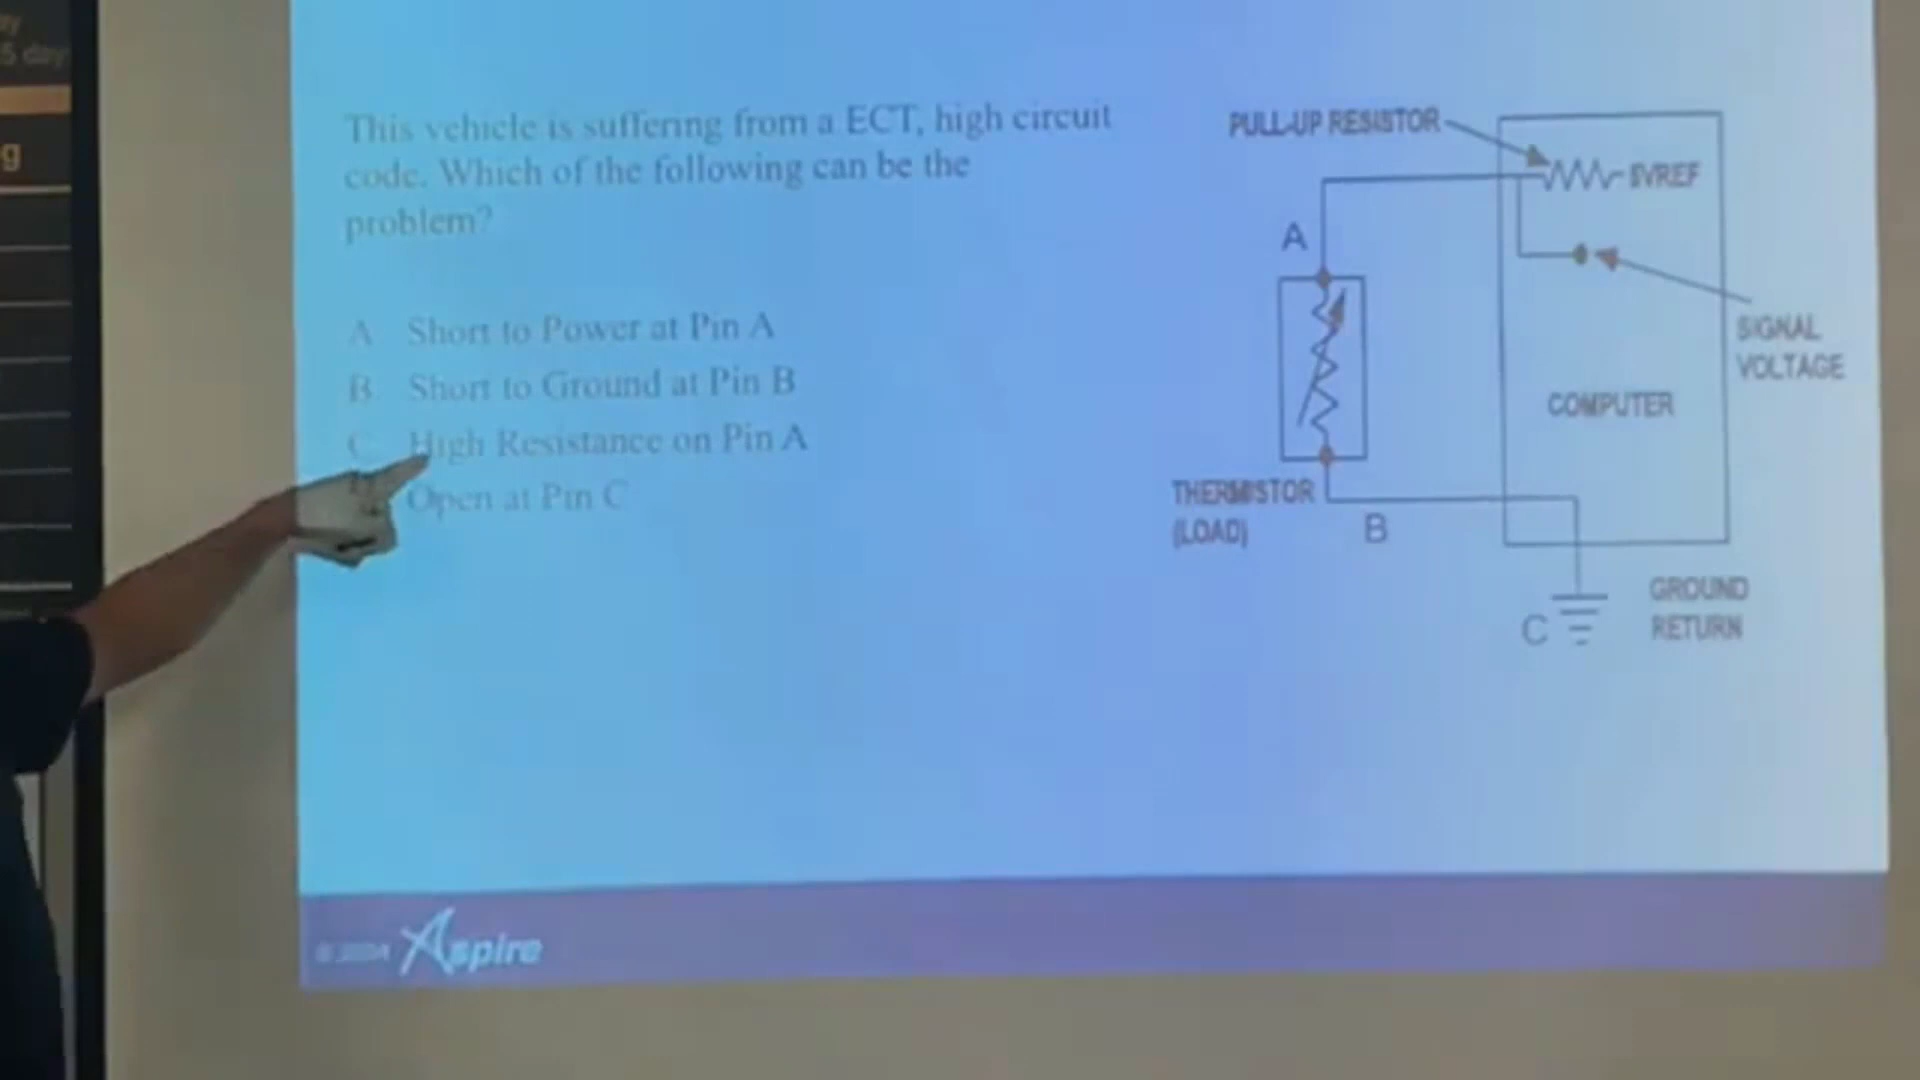 5 day
g
This vehicle is suffering from a ECT, high circuit
code. Which of the following can be the
problem?
A Short to Power at Pin A
B Short to Ground at Pin B
C High Resistance on Pin A
Open at Pin C
PULL-UP RESISTOR
5VREF
A
SIGNAL
VOLTAGE
COMPUTER
THERMISTOR
(LOAD)
B
GROUND
RETURN
C
Aspire